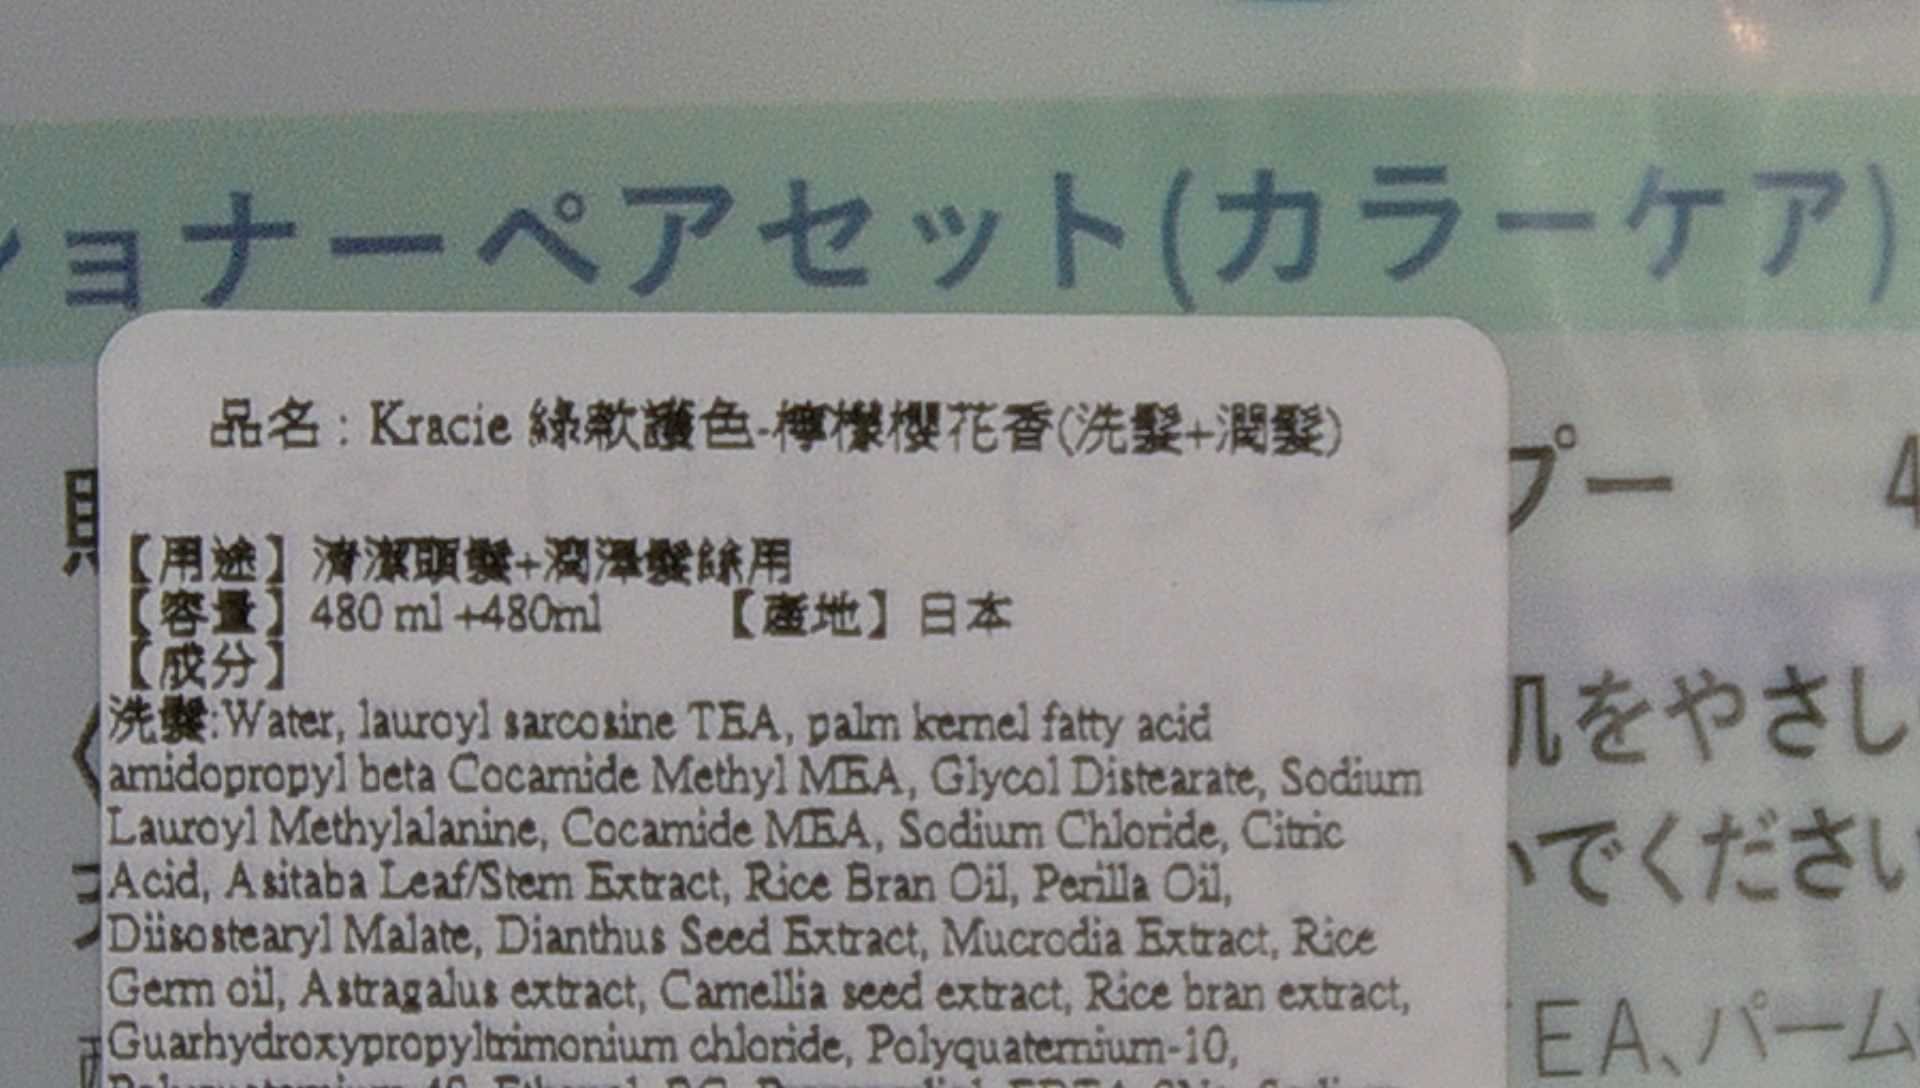 ョナーペアセット(カラーケア)
品名 : Kracie 綠款護色-檸檬櫻花香(洗髮+潤髮)
プー 4
【用途】 清潔頭髮+潤澤髮絲用
【容量】 480 ml +480ml 【產地】 日本
【成分】
洗髮:Water, lauroyl sarcosine TEA, palm kernel fatty acid
肌をやさし
amidopropyl beta Cocamide Methyl MEA, Glycol Distearate, Sodium
Lauroyl Methylalanine, Cocamide MEA, Sodium Chloride, Citric
いでください
Acid, Asitaba Leaf/Stem Extract, Rice Bran Oil, Perilla Oil,
Diisostearyl Malate, Dianthus Seed Extract, Mucrodia Extract, Rice
Germ oil, Astragalus extract, Camellia seed extract, Rice bran extract,
EA、パーム
Guarhydroxypropyltrimonium chloride, Polyquaternium-10,